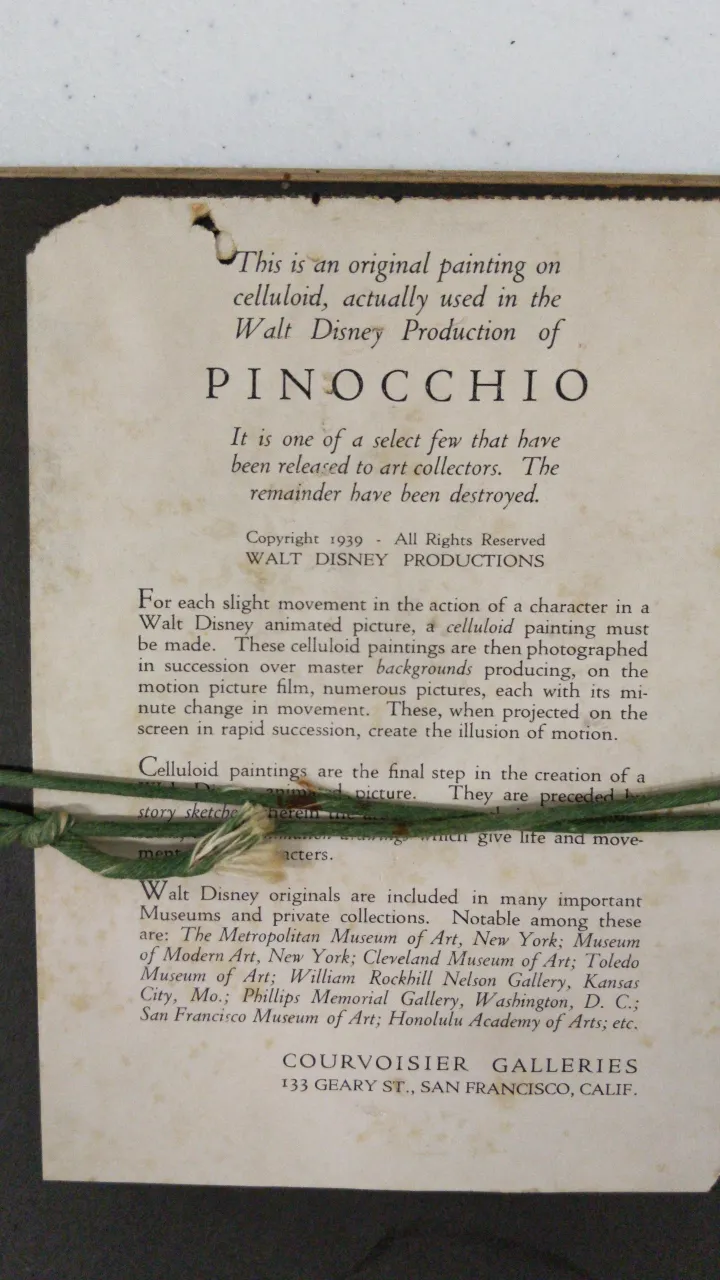 This is an original painting on
celluloid, actually used in the
Walt Disney Production of
PINOCCHIO
It is one of a select few that have
been released to art collectors. The
remainder have been destroyed.
Copyright 1939 - All Rights Reserved
WALT DISNEY PRODUCTIONS
For each slight movement in the action of a character in a
Walt Disney animated picture, a celluloid painting must
be made. These celluloid paintings are then photographed
in succession over master backgrounds producing, on the
motion picture film, numerous pictures, each with its mi-
nute change in movement. These, when projected on the
screen in rapid succession, create the illusion of motion.
Celluloid paintings are the final step in the creation of a
picture. They are preceded by
story sketches
drawings which give life and move-
Walt Disney originals are included in many important
Museums and private collections. Notable among these
are: The Metropolitan Museum of Art, New York; Museum
of Modern Art, New York; Cleveland Museum of Art; Toledo
Museum of Art; William Rockhill Nelson Gallery, Kansas
City, Mo.; Phillips Memorial Gallery, Washington, D. C.;
San Francisco Museum of Art; Honolulu Academy of Arts; etc.
COURVOISIER GALLERIES
133 GEARY ST., SAN FRANCISCO, CALIF.